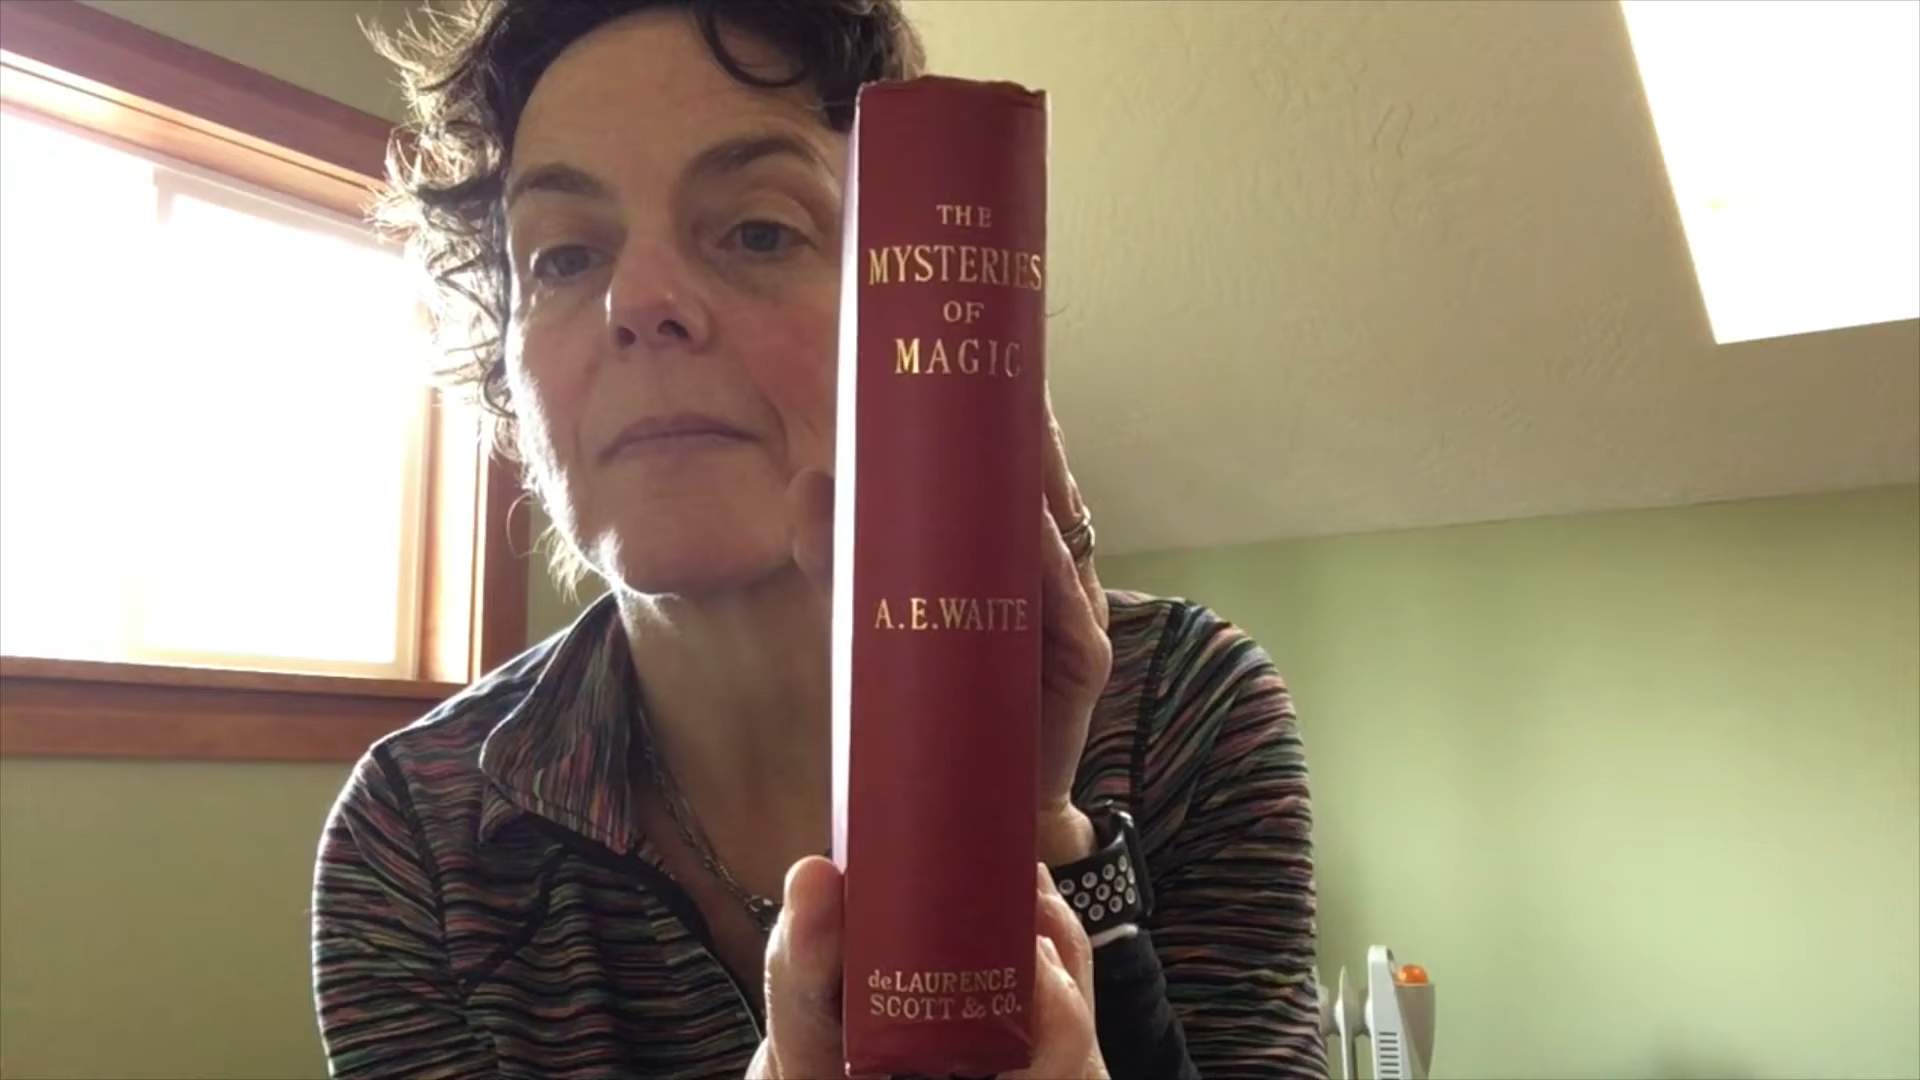 THE
MYSTERIES
OF
MAGIC
A.E.WAITE
deLAURENCE
SCOTT & CO.